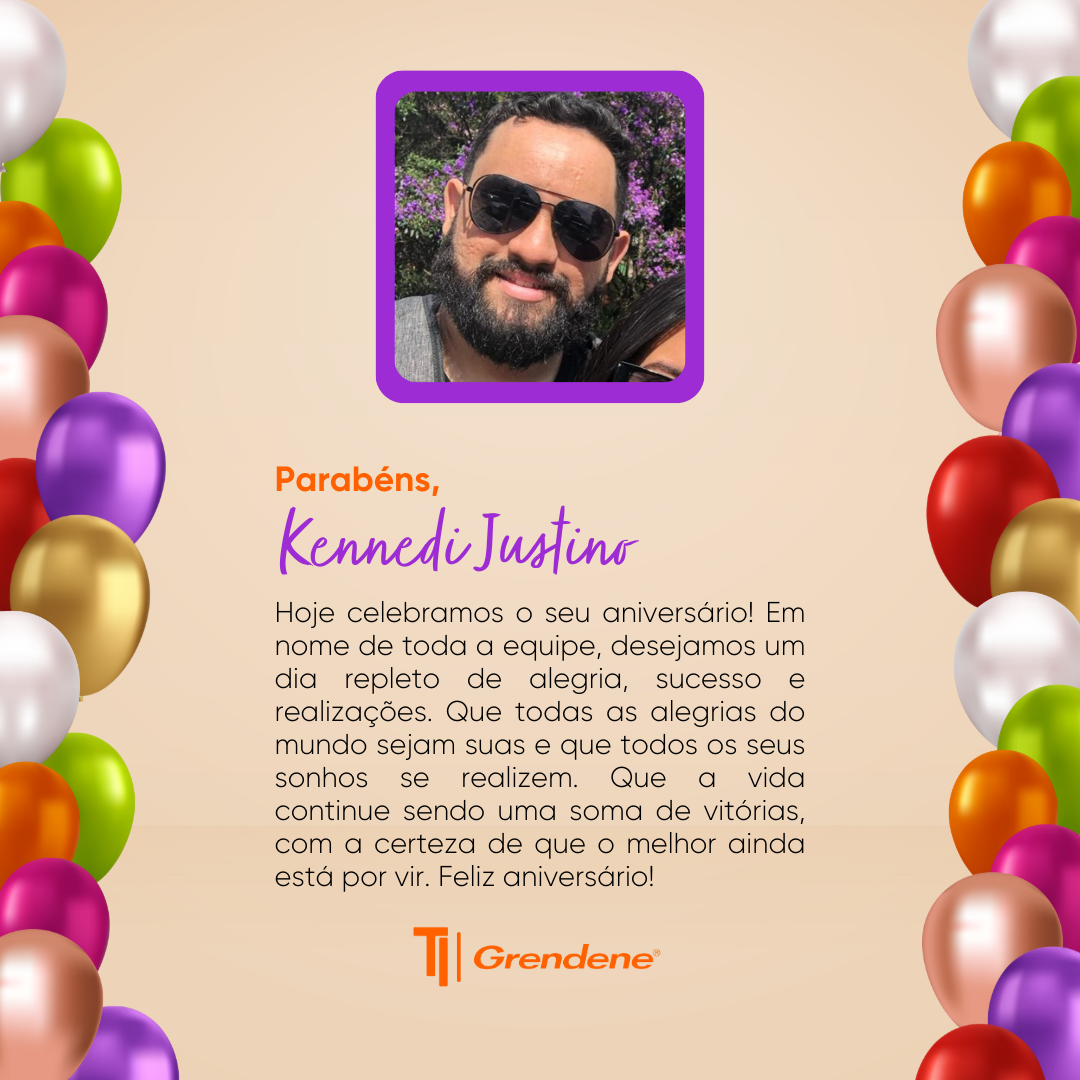 Parabéns,
Kennedi Justino
Hoje celebramos o seu aniversário! Em
nome de toda a equipe, desejamos um
dia repleto de alegria, sucesso e
realizações. Que todas as alegrias do
mundo sejam suas e que todos os seus
sonhos se realizem. Que a vida
continue sendo uma soma de vitórias,
com a certeza de que o melhor ainda
está por vir. Feliz aniversário!
TI | Grendene®